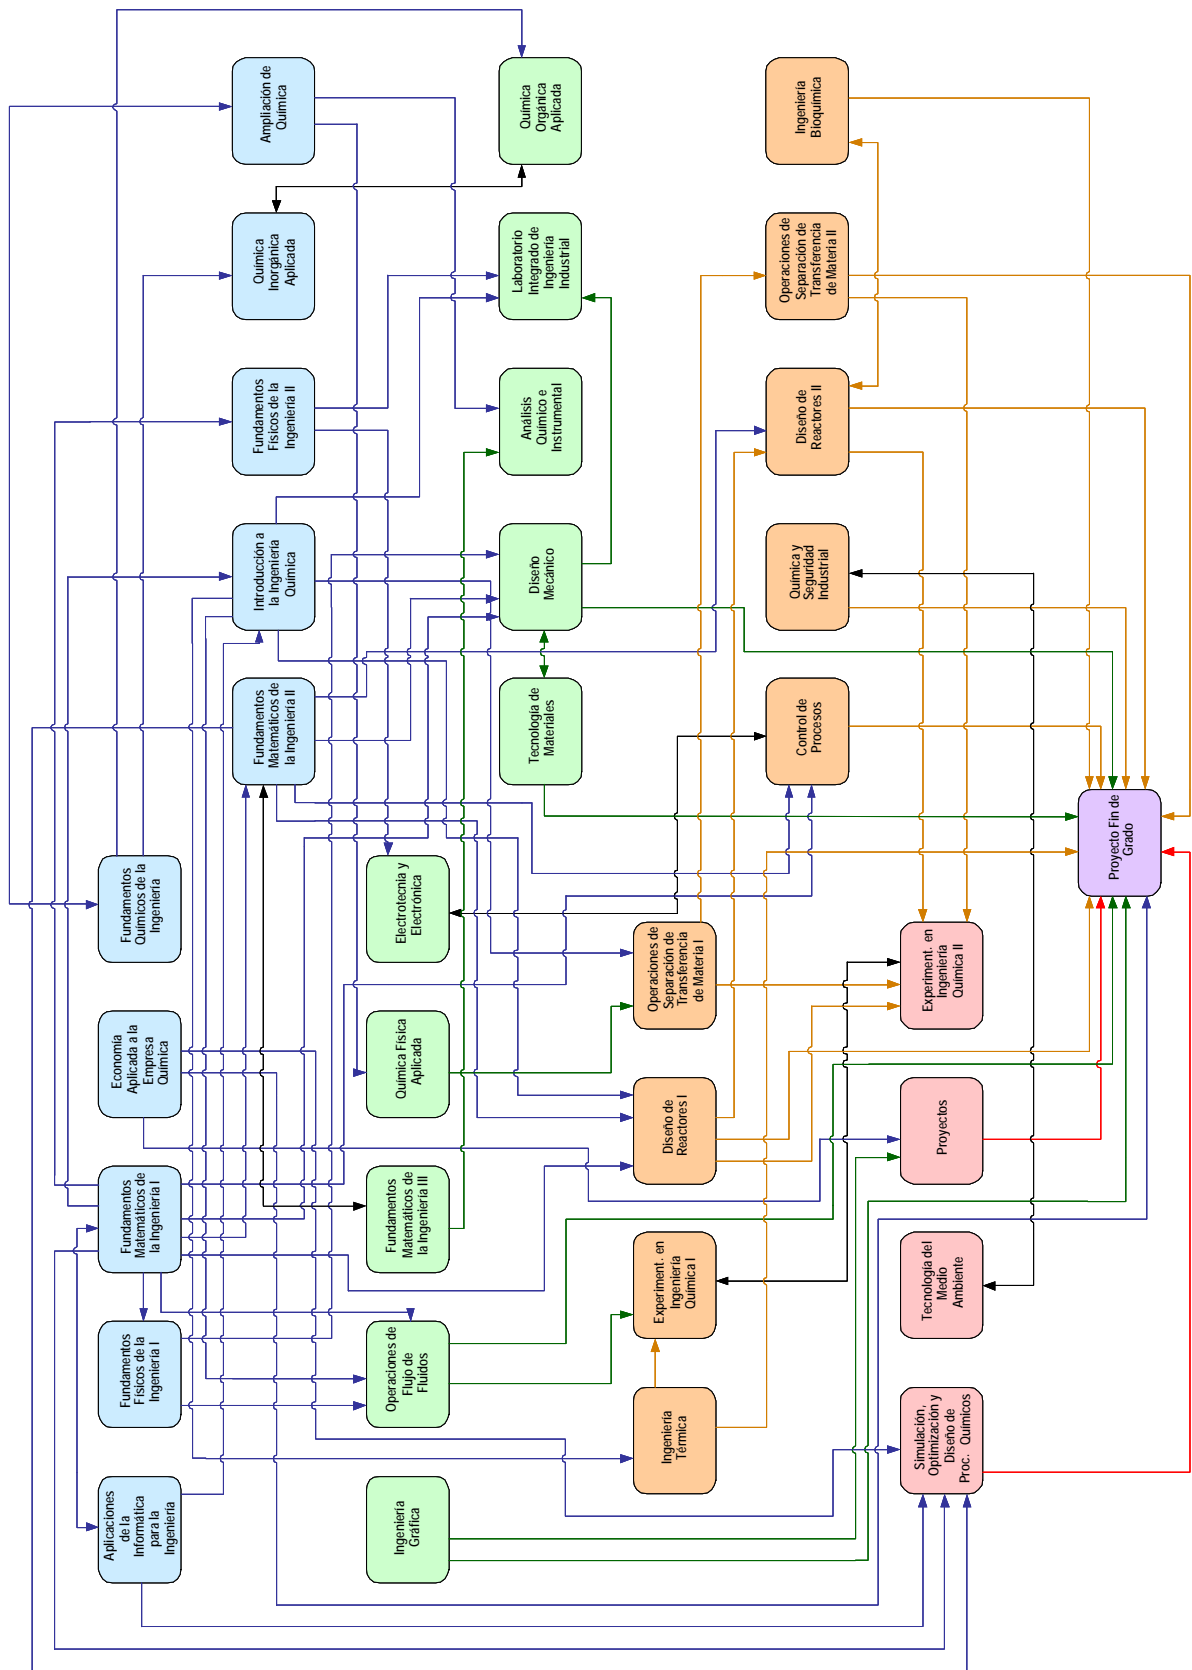 Aplicaciones
de la
Informática
para la
Ingeniería
Fundamentos
Físicos de la
Ingeniería I
Fundamentos
Matemáticos de
la Ingeniería I
Economía
Aplicada a la
Empresa
Química
Fundamentos
Químicos de la
Ingeniería
Fundamentos
Matemáticos de
la Ingeniería II
Introducción a
la Ingeniería
Química
Fundamentos
Físicos de la
Ingeniería II
Química
Inorgánica
Aplicada
Ampliación de
Química
Ingeniería
Gráfica
Operaciones de
Flujo de
Fluidos
Fundamentos
Matemáticos de
la Ingeniería III
Química Física
Aplicada
Electrotecnia y
Electrónica
Tecnología de
Materiales
Diseño
Mecánico
Análisis
Químico e
Instrumental
Laboratorio
Integrado de
Ingeniería
Industrial
Química
Orgánica
Aplicada
Ingeniería
Térmica
Experiment. en
Ingeniería
Química I
Diseño de
Reactores I
Operaciones de
Separación de
Transferencia
de Materia I
Control de
Procesos
Química y
Seguridad
Industrial
Diseño de
Reactores II
Operaciones de
Separación de
Transferencia
de Materia II
Ingeniería
Bioquímica
Simulación,
Optimización y
Diseño de
Proc. Químicos
Tecnología del
Medio
Ambiente
Proyectos
Experiment. en
Ingeniería
Química II
Proyecto Fin de
Grado